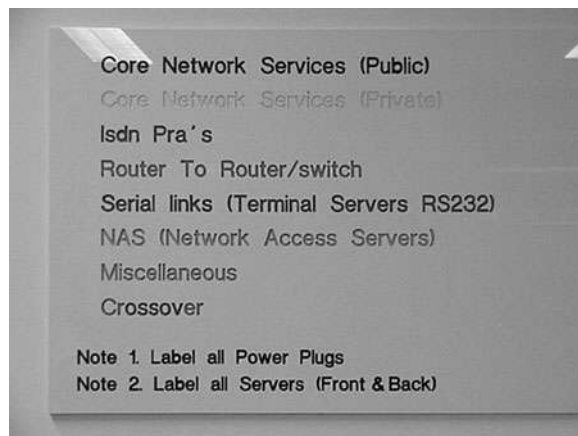 Core Network Services (Public)
Core Network Services (Private)
Isdn Pra's
Router To Router/switch
Serial links (Terminal Servers RS232)
NAS (Network Access Servers)
Miscellaneous
Crossover
Note 1. Label all Power Plugs
Note 2. Label all Servers (Front & Back)